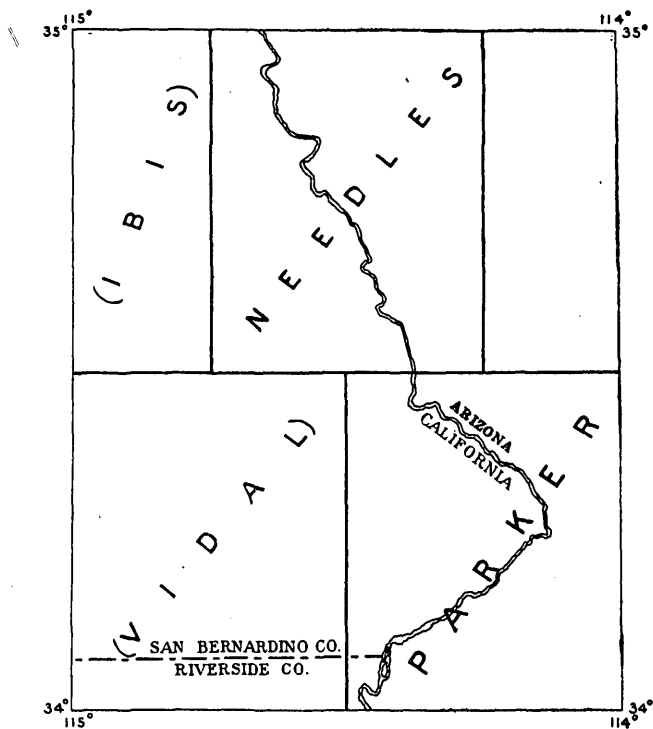 115° 114°
35° 35°
(IBIS)
NEEDLES
ARIZONA
CALIFORNIA
PARKER
(VIDAL)
SAN BERNARDINO CO.
RIVERSIDE CO.
34° 34°
115° 114°